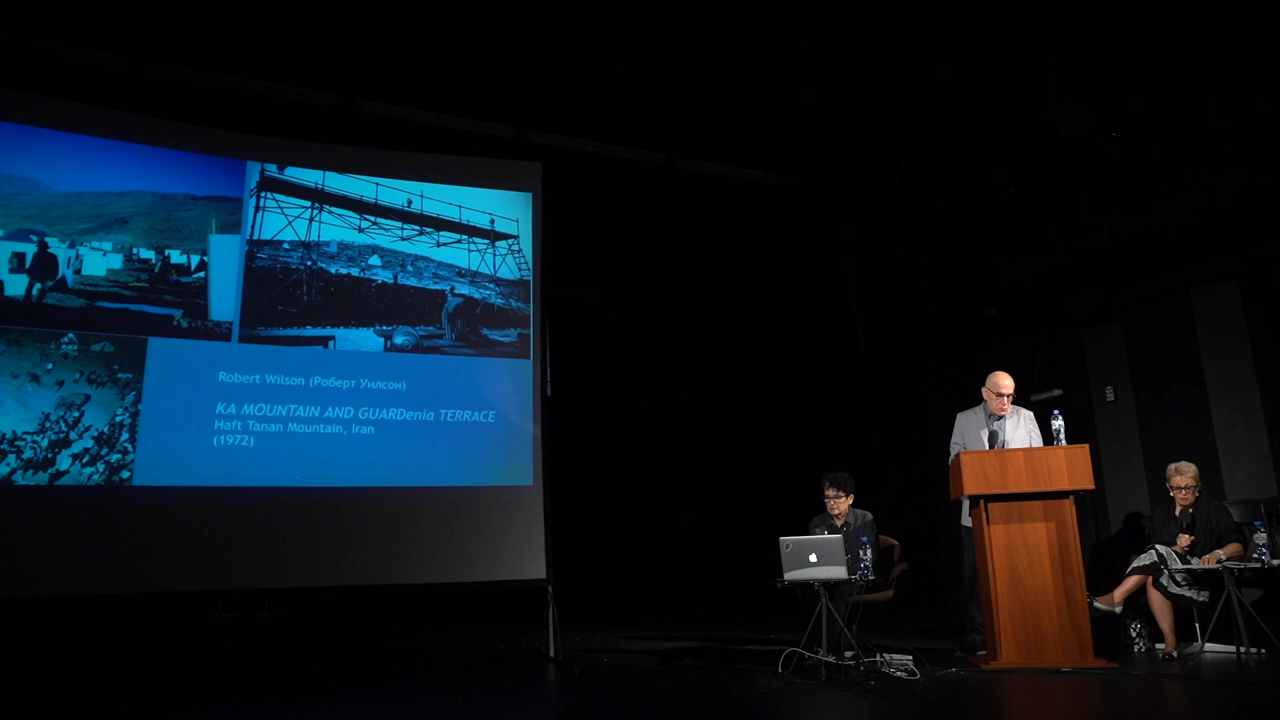 Robert Wilson (Роберт Уилсон)
KA MOUNTAIN AND GUARDenia TERRACE
Haft Tanan Mountain, Iran
(1972)